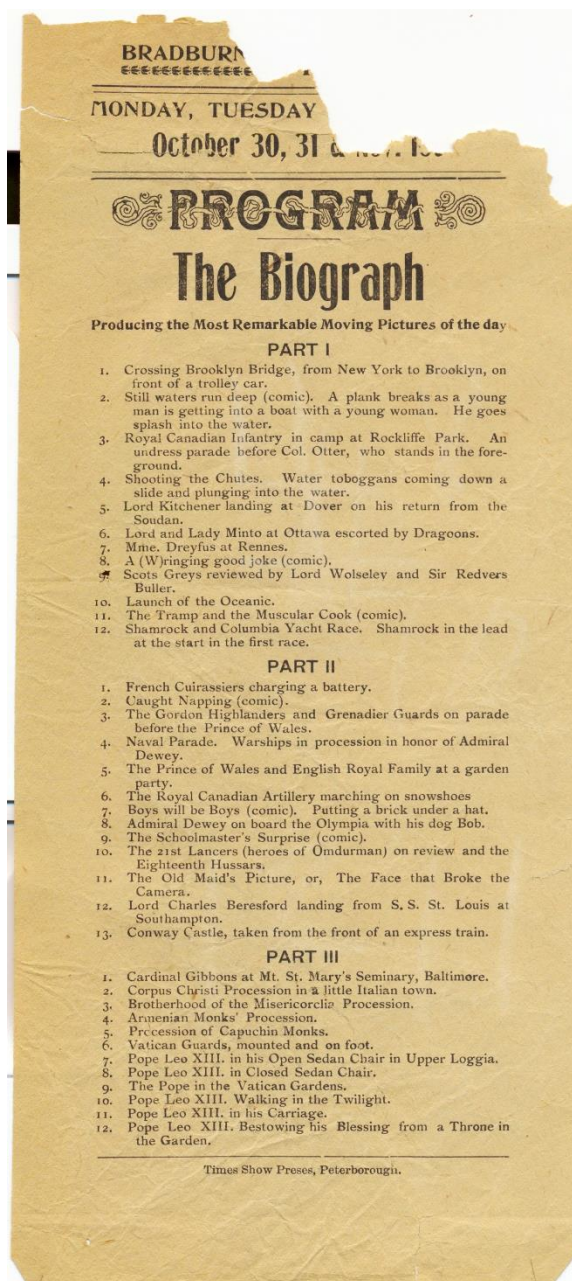 BRADBURN
MONDAY, TUESDAY
October 30, 31 & Nov.
PROGRAM
The Biograph
Producing the Most Remarkable Moving Pictures of the day
PART I
1. Crossing Brooklyn Bridge, from New York to Brooklyn, on
front of a trolley car.
2. Still waters run deep (comic). A plank breaks as a young
man is getting into a boat with a young woman. He goes
splash into the water.
3. Royal Canadian Infantry in camp at Rockliffe Park. An
undress parade before Col. Otter, who stands in the fore-
ground.
4. Shooting the Chutes. Water toboggans coming down a
slide and plunging into the water.
5. Lord Kitchener landing at Dover on his return from the
Soudan.
6. Lord and Lady Minto at Ottawa escorted by Dragoons.
7. Mme. Dreyfus at Rennes.
8. A (W)ringing good joke (comic).
9. Scots Greys reviewed by Lord Wolseley and Sir Redvers
Buller.
10. Launch of the Oceanic.
11. The Tramp and the Muscular Cook (comic).
12. Shamrock and Columbia Yacht Race. Shamrock in the lead
at the start in the first race.
PART II
1. French Cuirassiers charging a battery.
2. Caught Napping (comic).
3. The Gordon Highlanders and Grenadier Guards on parade
before the Prince of Wales.
4. Naval Parade. Warships in procession in honor of Admiral
Dewey.
5. The Prince of Wales and English Royal Family at a garden
party.
6. The Royal Canadian Artillery marching on snowshoes
7. Boys will be Boys (comic). Putting a brick under a hat.
8. Admiral Dewey on board the Olympia with his dog Bob.
9. The Schoolmaster's Surprise (comic).
10. The 21st Lancers (heroes of Omdurman) on review and the
Eighteenth Hussars.
11. The Old Maid's Picture, or, The Face that Broke the
Camera.
12. Lord Charles Beresford landing from S. S. St. Louis at
Southampton.
13. Conway Castle, taken from the front of an express train.
PART III
1. Cardinal Gibbons at Mt. St. Mary's Seminary, Baltimore.
2. Corpus Christi Procession in a little Italian town.
3. Brotherhood of the Misericordia Procession.
4. Armenian Monks' Procession.
5. Precession of Capuchin Monks.
6. Vatican Guards, mounted and on foot.
7. Pope Leo XIII. in his Open Sedan Chair in Upper Loggia.
8. Pope Leo XIII. in Closed Sedan Chair.
9. The Pope in the Vatican Gardens.
10. Pope Leo XIII. Walking in the Twilight.
11. Pope Leo XIII. in his Carriage.
12. Pope Leo XIII. Bestowing his Blessing from a Throne in
the Garden.
Times Show Preses, Peterborough.